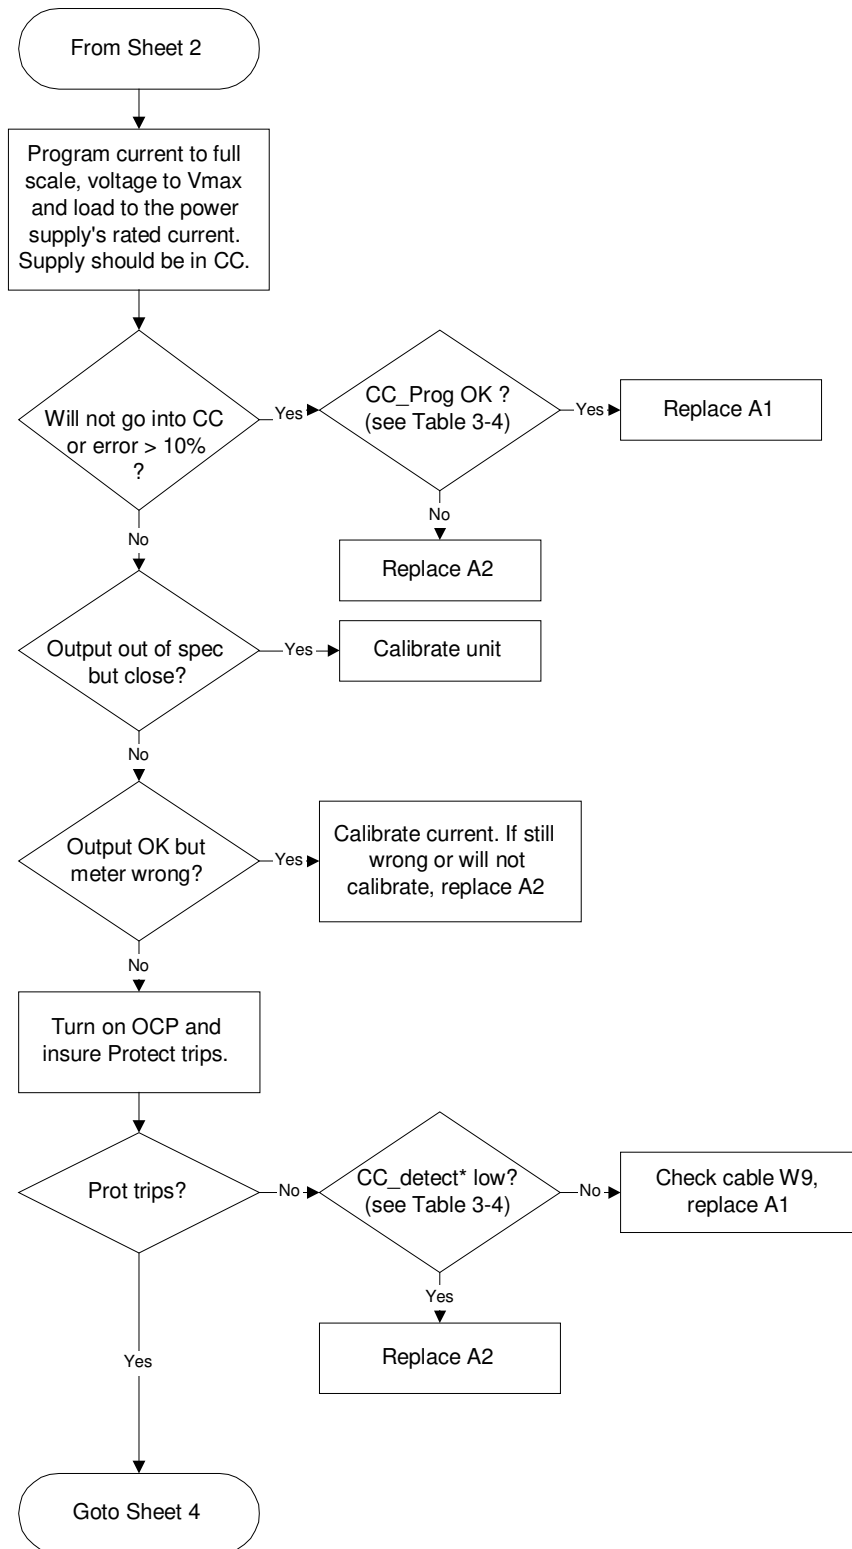 From Sheet 2
Program current to full
scale, voltage to Vmax
and load to the power
supply's rated current.
Supply should be in CC.
Will not go into CC
or error > 10%
?
Yes
CC_Prog OK ?
(see Table 3-4)
Yes
Replace A1
No
Replace A2
No
Output out of spec
but close?
Yes
Calibrate unit
No
Output OK but
meter wrong?
Yes
Calibrate current. If still
wrong or will not
calibrate, replace A2
No
Turn on OCP and
insure Protect trips.
Prot trips?
No
CC_detect* low?
(see Table 3-4)
No
Check cable W9,
replace A1
Yes
Replace A2
Yes
Goto Sheet 4